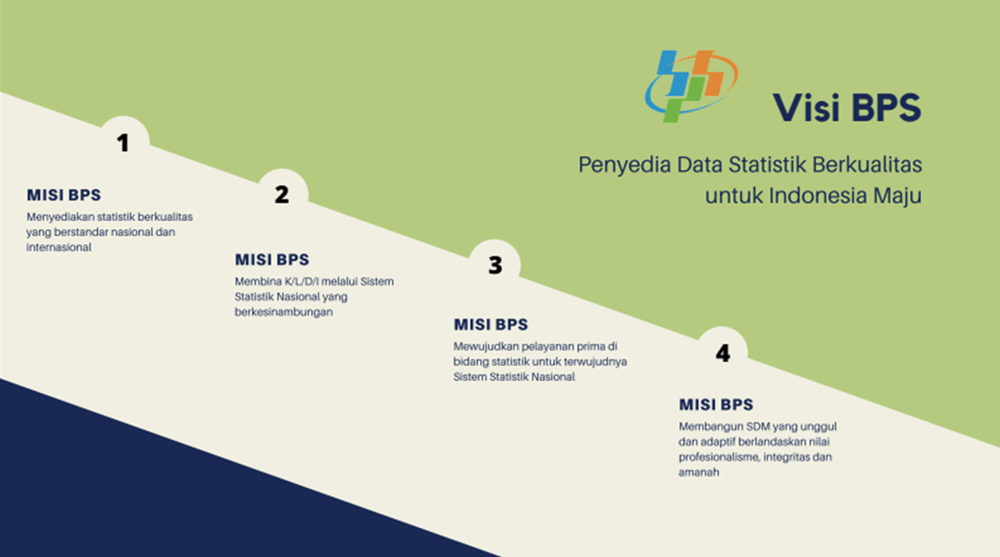 Visi BPS
Penyedia Data Statistik Berkualitas
untuk Indonesia Maju
1
MISI BPS
Menyediakan statistik berkualitas
yang berstandar nasional dan
internasional
2
MISI BPS
Membina K/L/D/I melalui Sistem
Statistik Nasional yang
berkesinambungan
3
MISI BPS
Mewujudkan pelayanan prima di
bidang statistik untuk terwujudnya
Sistem Statistik Nasional
4
MISI BPS
Membangun SDM yang unggul
dan adaptif berlandaskan nilai
profesionalisme, integritas dan
amanah